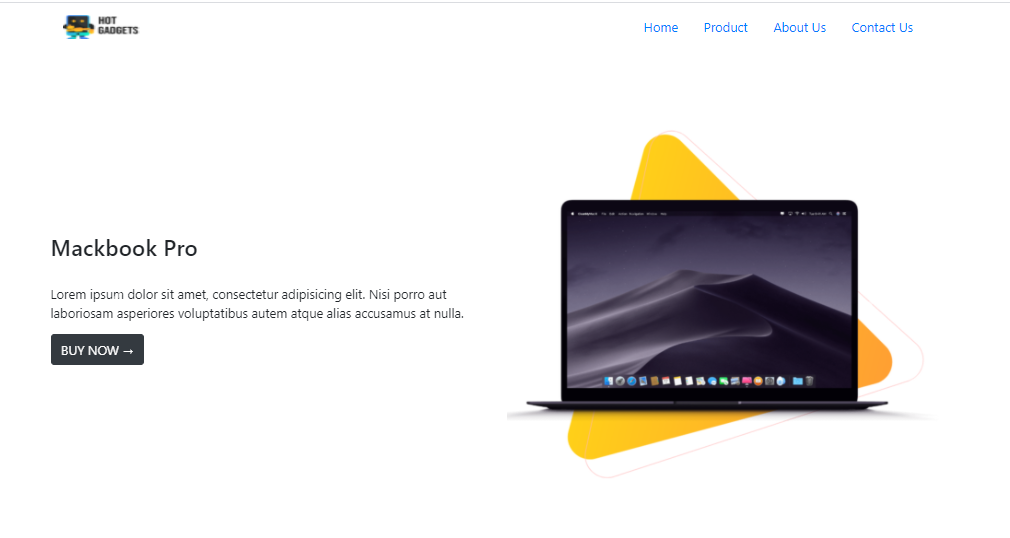 HOT
GADGETS
Home Product About Us Contact Us
Mackbook Pro
Lorem ipsum dolor sit amet, consectetur adipisicing elit. Nisi porro aut
laboriosam asperiores voluptatibus autem atque alias accusamus at nulla.
BUY NOW →